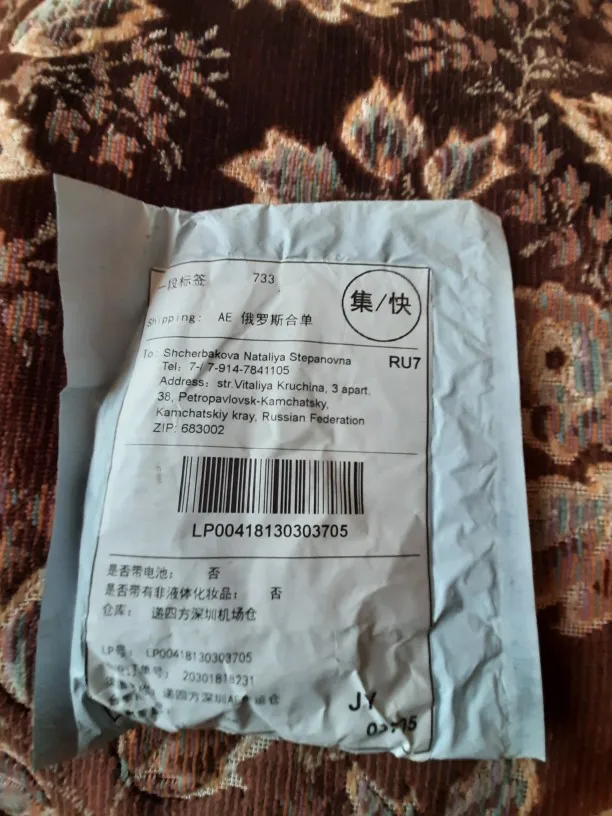 一段标签 733
集/快
Shipping: AE 俄罗斯合单
To: Shcherbakova Nataliya Stepanovna
RU7
Tel: 7-/ 7-914-7841105
Address: str.Vitaliya Kruchina, 3 apart.
38, Petropavlovsk-Kamchatsky,
Kamchatskiy kray, Russian Federation
ZIP: 683002
LP00418130303705
是否带电池: 否
是否带有非液体化妆品: 否
仓库: 递四方深圳机场仓
LP号: LP00418130303705
订单号: 20301818231
递四方深圳
JY